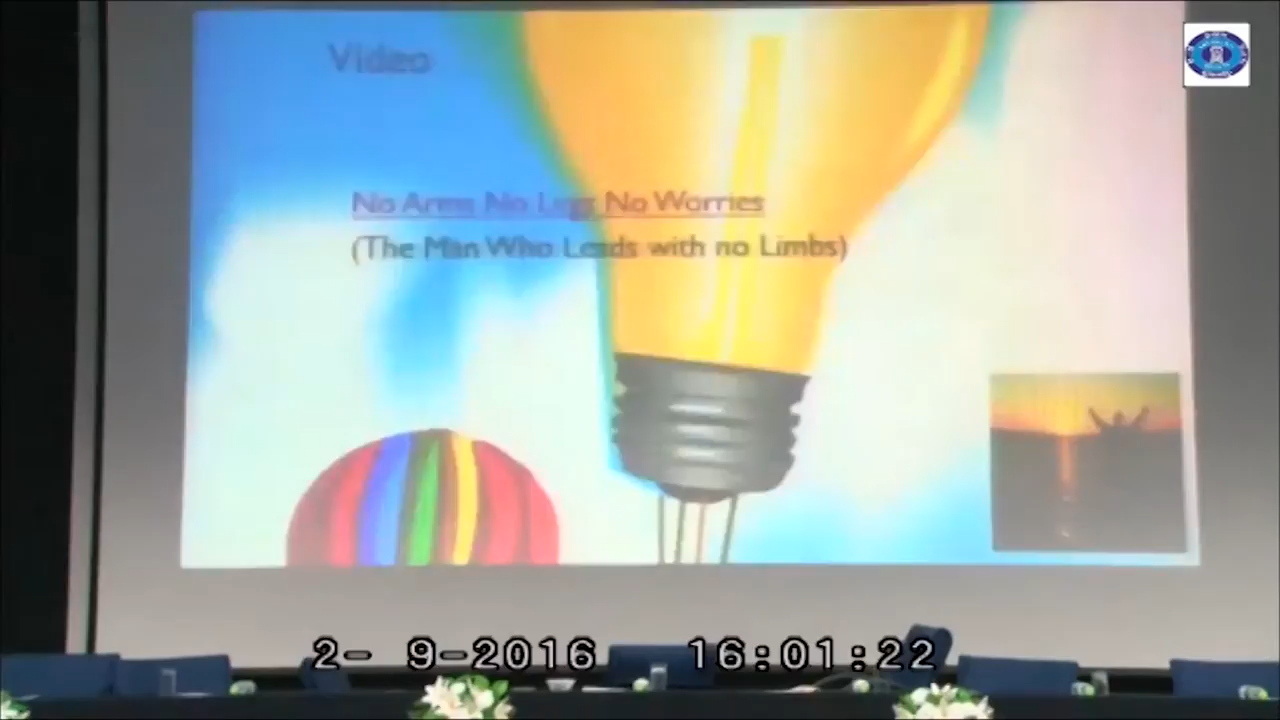 Video
No Arms No Legs No Worries
(The Man Who Leads with no Limbs)
2- 9-2016 16:01:22